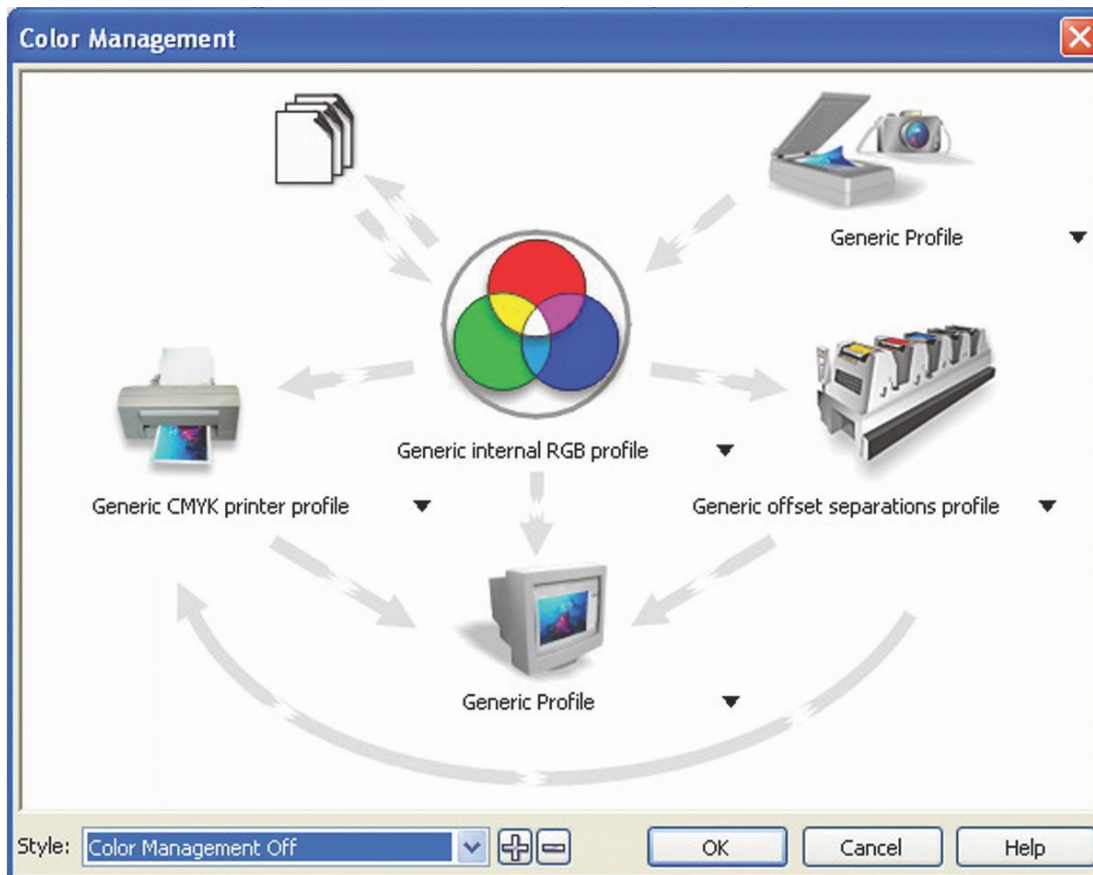 Color Management
Generic Profile
Generic internal RGB profile
Generic CMYK printer profile
Generic offset separations profile
Generic Profile
Style: Color Management Off OK Cancel Help